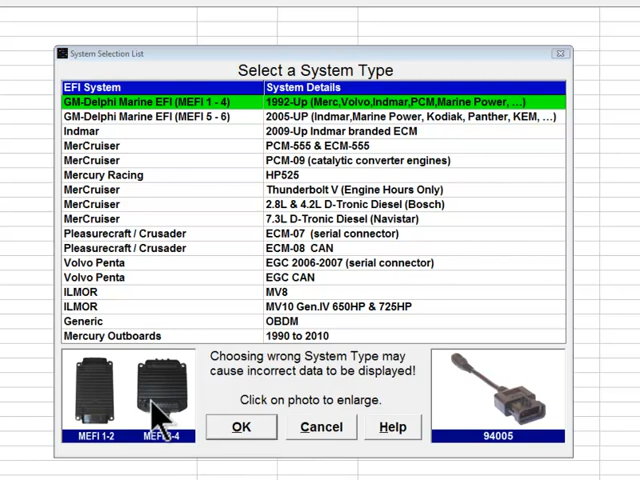 System Selection List
Select a System Type
EFI System System Details
GM-Delphi Marine EFI (MEFI 1 - 4) 1992-Up (Merc,Volvo,Indmar,PCM,Marine Power, ...)
GM-Delphi Marine EFI (MEFI 5 - 6) 2005-UP (Indmar,Marine Power, Kodiak, Panther, KEM, ...)
Indmar 2009-Up Indmar branded ECM
MerCruiser PCM-555 & ECM-555
MerCruiser PCM-09 (catalytic converter engines)
Mercury Racing HP525
MerCruiser Thunderbolt V (Engine Hours Only)
MerCruiser 2.8L & 4.2L D-Tronic Diesel (Bosch)
MerCruiser 7.3L D-Tronic Diesel (Navistar)
Pleasurecraft / Crusader ECM-07 (serial connector)
Pleasurecraft / Crusader ECM-08 CAN
Volvo Penta EGC 2006-2007 (serial connector)
Volvo Penta EGC CAN
ILMOR MV8
ILMOR MV10 Gen.IV 650HP & 725HP
Generic OBDM
Mercury Outboards 1990 to 2010
Choosing wrong System Type may
cause incorrect data to be displayed!
Click on photo to enlarge.
OK Cancel Help
MEFI 1-2 94005